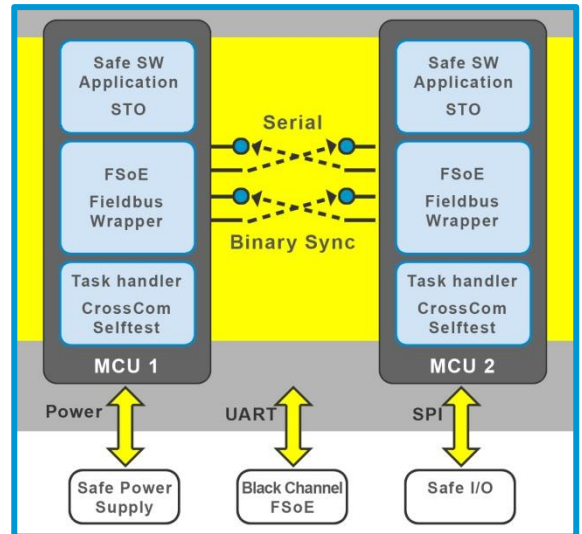 Safe SW
Application
STO
FSoE
Fieldbus
Wrapper
Task handler
CrossCom
Selftest
MCU 1
Serial
Binary Sync
Safe SW
Application
STO
FSoE
Fieldbus
Wrapper
Task handler
CrossCom
Selftest
MCU 2
Power
UART
SPI
Safe Power
Supply
Black Channel
FSoE
Safe I/O